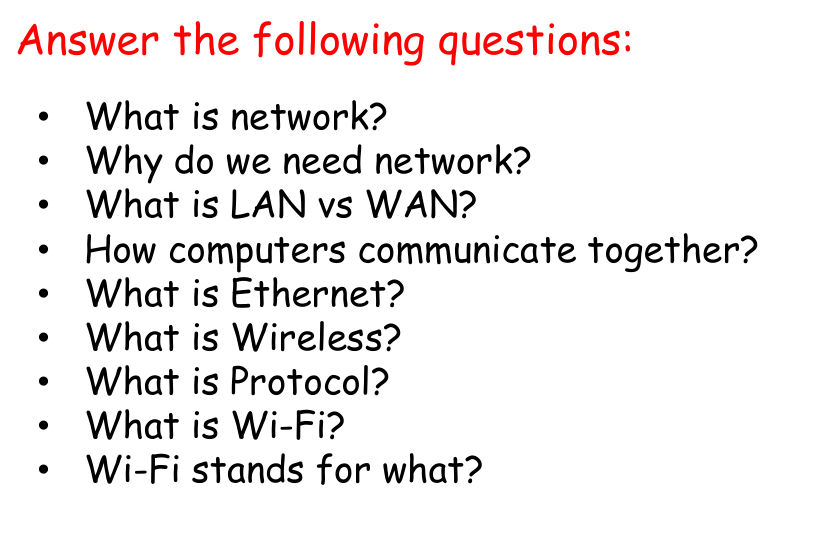 Answer the following questions:
• What is network?
• Why do we need network?
• What is LAN vs WAN?
• How computers communicate together?
• What is Ethernet?
• What is Wireless?
• What is Protocol?
• What is Wi-Fi?
• Wi-Fi stands for what?